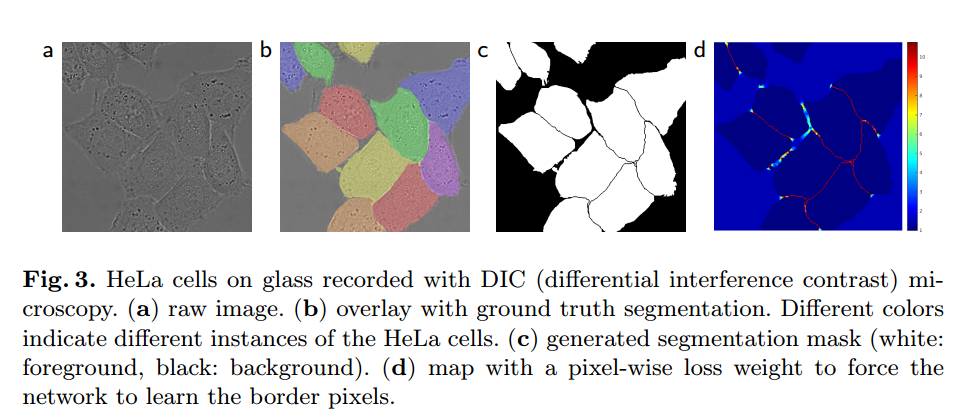 a b c d
10
9
8
7
6
5
4
3
2
1
Fig. 3. HeLa cells on glass recorded with DIC (differential interference contrast) mi-
croscopy. (a) raw image. (b) overlay with ground truth segmentation. Different colors
indicate different instances of the HeLa cells. (c) generated segmentation mask (white:
foreground, black: background). (d) map with a pixel-wise loss weight to force the
network to learn the border pixels.